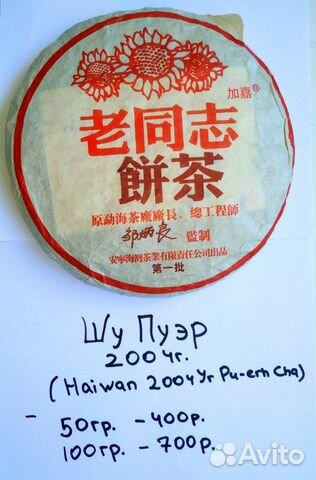 加嘉®
老同志
餅茶
原勐海茶廠廠長、總工程師
邹炳良 監制
安寧海湾茶業有限責任公司出品
第一批
Шу Пуэр
2004г.
(Haiwan 2004 Yr Pu-erh Cha)
- 50гр. - 400р.
100гр. - 700р.
Avito